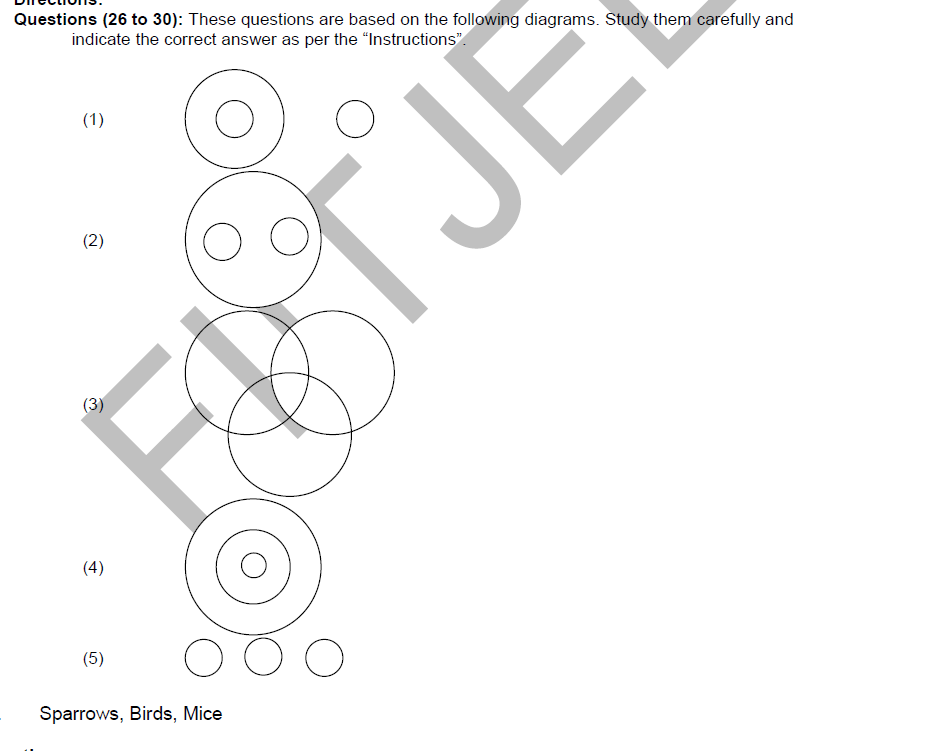 Directions:
Questions (26 to 30): These questions are based on the following diagrams. Study them carefully and
indicate the correct answer as per the “Instructions”.
(1)
(2)
(3)
(4)
(5)
Sparrows, Birds, Mice
FIITJEE